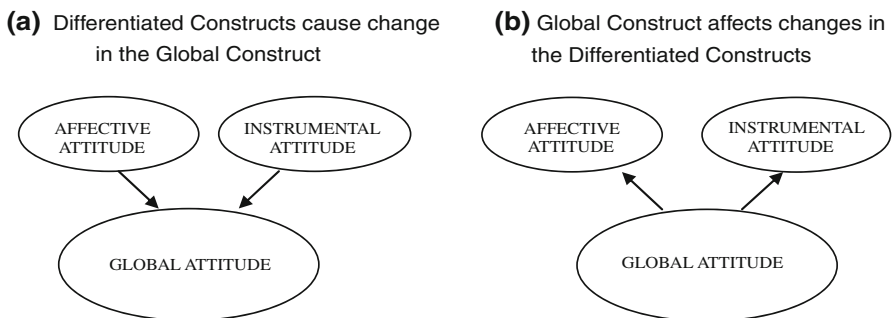 (a) Differentiated Constructs cause change
in the Global Construct
AFFECTIVE
ATTITUDE
INSTRUMENTAL
ATTITUDE
GLOBAL ATTITUDE
(b) Global Construct affects changes in
the Differentiated Constructs
AFFECTIVE
ATTITUDE
INSTRUMENTAL
ATTITUDE
GLOBAL ATTITUDE